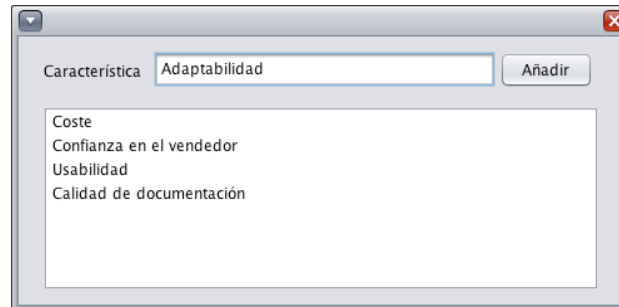 Característica Adaptabilidad Añadir
Coste
Confianza en el vendedor
Usabilidad
Calidad de documentación